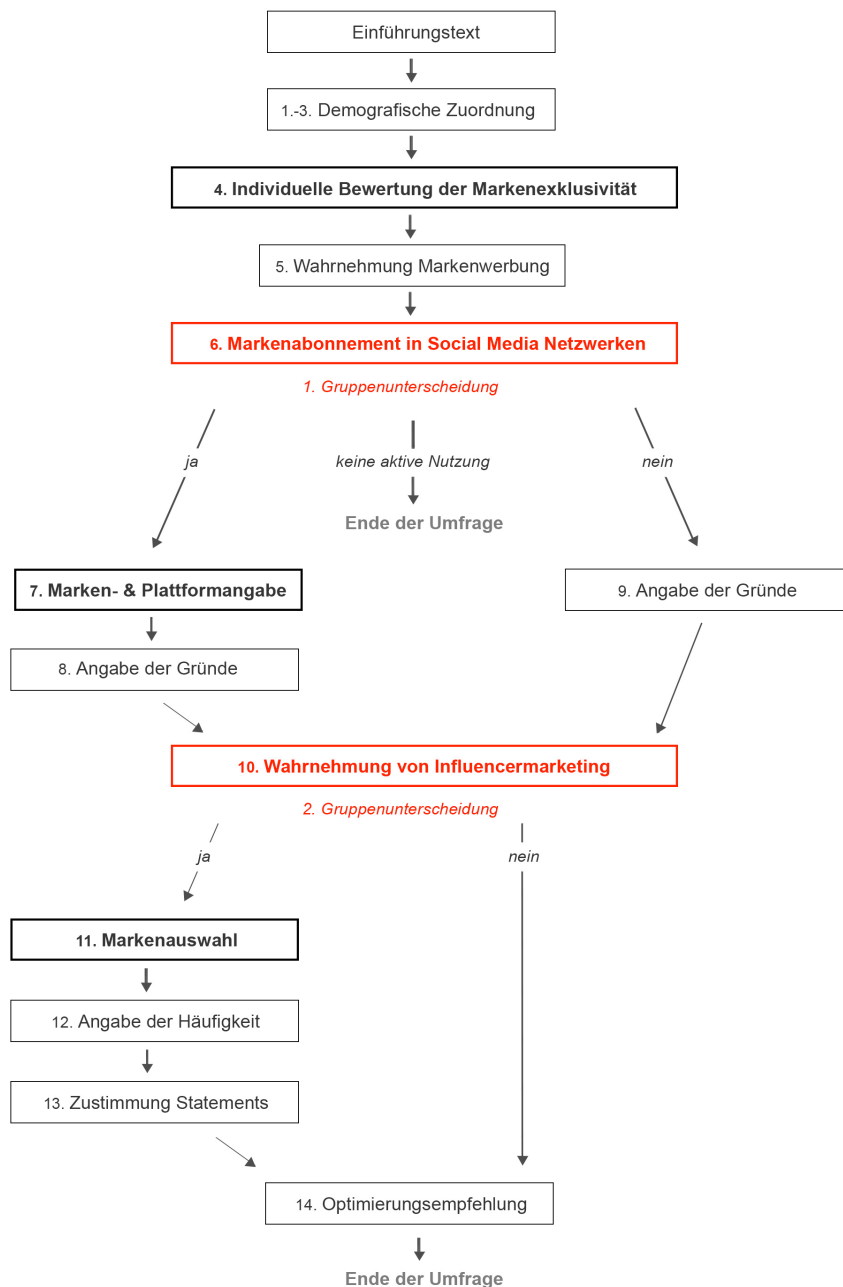 Einführungstext
1.-3. Demografische Zuordnung
4. Individuelle Bewertung der Markenexklusivität
5. Wahrnehmung Markenwerbung
6. Markenabonnement in Social Media Netzwerken
1. Gruppenunterscheidung
ja
keine aktive Nutzung
nein
Ende der Umfrage
7. Marken- & Plattformangabe
9. Angabe der Gründe
8. Angabe der Gründe
10. Wahrnehmung von Influencermarketing
2. Gruppenunterscheidung
ja
nein
11. Markenauswahl
12. Angabe der Häufigkeit
13. Zustimmung Statements
14. Optimierungsempfehlung
Ende der Umfrage